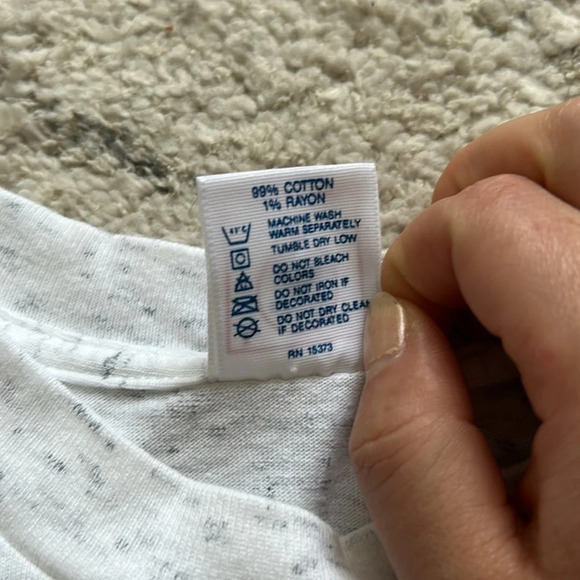 99% COTTON
1% RAYON
MACHINE WASH
WARM SEPARATELY
TUMBLE DRY LOW
DO NOT BLEACH
COLORS
DO NOT IRON IF
DECORATED
DO NOT DRY CLEAN
IF DECORATED
RN 15373